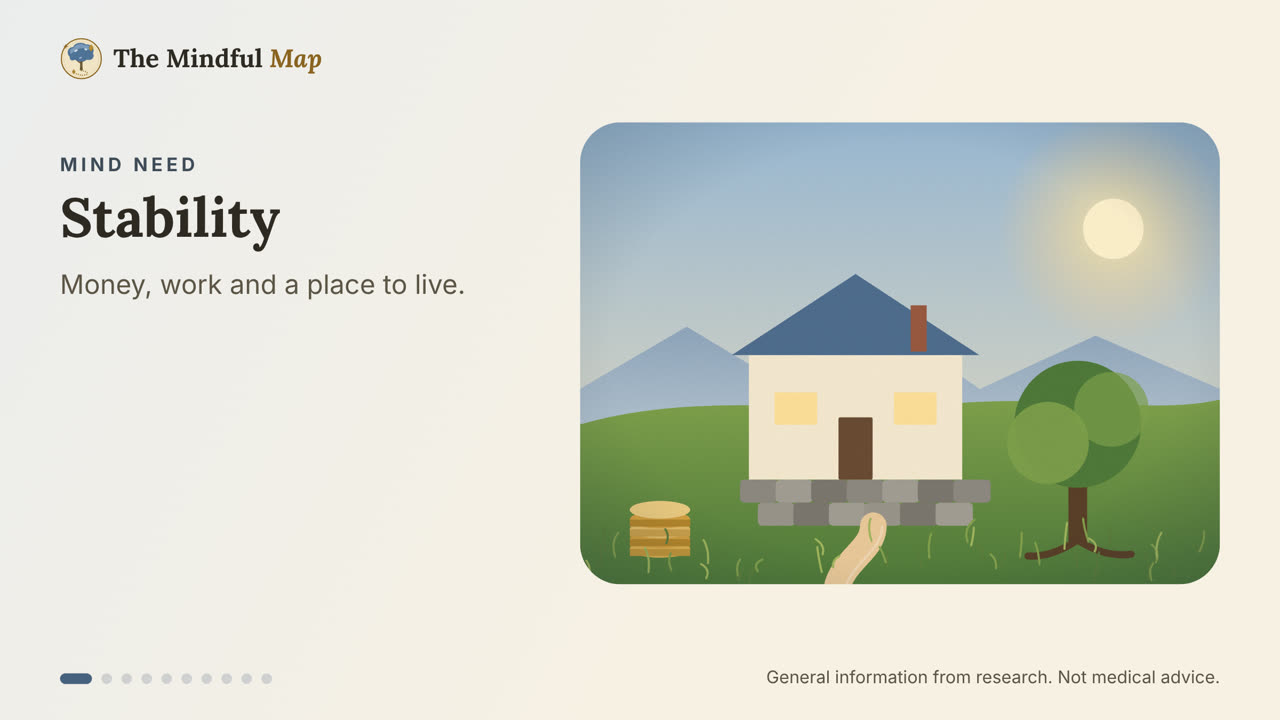 The Mindful Map
MIND NEED
Stability
Money, work and a place to live.
General information from research. Not medical advice.